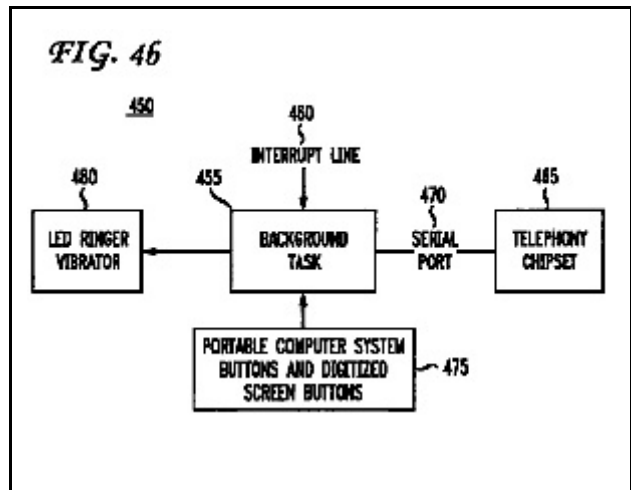 FIG. 46
450
460
INTERRUPT LINE
480
455
470
465
LED RINGER
VIBRATOR
BACKGROUND
TASK
SERIAL
PORT
TELEPHONY
CHIPSET
PORTABLE COMPUTER SYSTEM
BUTTONS AND DIGITIZED
SCREEN BUTTONS
475